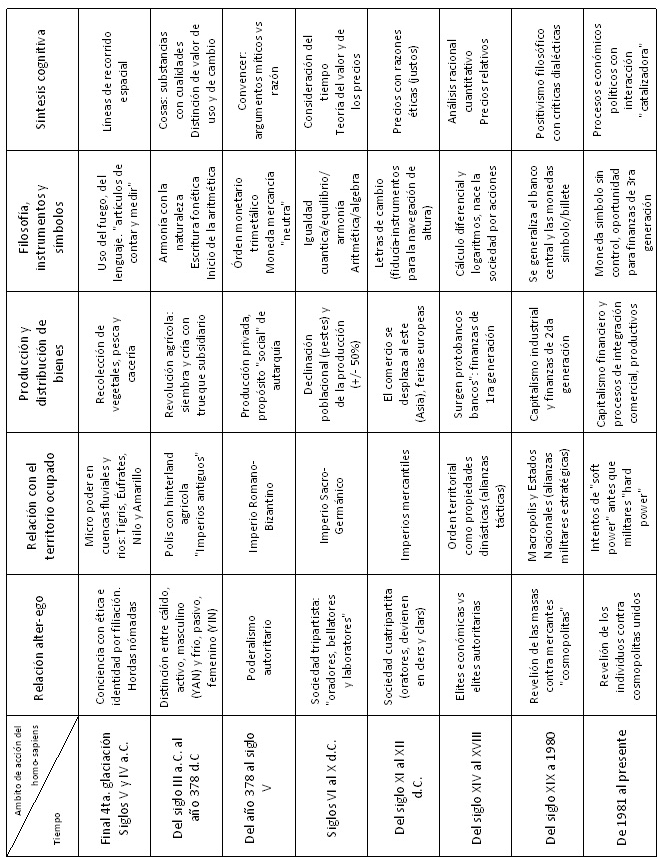 Ambito de acción del
homo-sapiens
Tiempo
Relación alter- ego
Relación con el
territorio ocupado
Producción y
distribución de
bienes
Filosofía,
instrumentos y
símbolos
Síntesis cognitiva
Final 4ta. glaciación
Siglos V y IV a.C.
Conciencia con ética e
identidad por filiación.
Hordas nómadas
Micro poder en
cuencas fluviales y
ríos: Tígris, Éufrates,
Nilo y Amarillo
Recolección de
vegetales, pesca y
cacería
Uso del fuego, del
lenguaje. "artículos de
contar y medir"
Líneas de recorrido
espacial
Del siglo III a.C. al
año 378 d.C
Distinción entre cálido,
activo, masculino
(YAN) y frío, pasivo,
femenino (YIN)
Polis con hinterland
agrícola
"Imperios antiguos"
Revolución agrícola:
siembra y cría con
trueque subsidiario
Armonía con la
naturaleza
Escritura fonética
Inicio de la aritmética
Cosas: substancias
con cualidades
Distinción de valor de
uso y de cambio
Del año 378 al siglo
V
Poderalismo
autoritario
Imperio Romano-
Bizantino
Producción privada,
propósito "social" de
autarquía
Órden monetario
trimetálico
Moneda mercancía
"neutra"
Convencer:
argumentos míticos vs
razón
Siglos VI al X d.C.
Sociedad tripartista:
"oradores, bellatores
y laboratores"
Imperio Sacro-
Germánico
Declinación
poblacional (pestes) y
de la producción
(+/- 50%)
Igualdad
cuantica/equilibrio/
armonia
Aritmética/algebra
Consideración del
tiempo
Teoría del valor y de
los precios
Del siglo XI al XII
d.C.
Sociedad cuatripartita
(oratores, devienen
en clers y clars)
Imperios mercantiles
El comercio se
desplaza al este
(Asia), ferias europeas
Letras de cambio
(fiducia-instrumentos
para la navegación de
altura)
Precios con razones
éticas (justos)
Del siglo XIV al XVIII
Elites económicas vs
elites autoritarias
Orden territorial
como propiedades
dinásticas (alianzas
tácticas)
Surgen protobancos
bancos": finanzas de
1ra generación
Cálculo diferencial y
logaritmos, nace la
sociedad por acciones
Análisis racional
cuantitativo
Precios relativos
Del siglo XIX a 1980
Revelión de las masas
contra mercantes
"cosmopolitas"
Macropolis y Estados
Nacionales (alianzas
militares estratégicas)
Capitalismo industrial
y finanzas de 2da
generación
Se generaliza el banco
central y las monedas
símbolo/billete
Positivismo filosófico
con críticas dialécticas
De 1981 al presente
Revelión de los
individuos contra
cosmopolitas unidos
Intentos de "soft
power" antes que
militares "hard
power"
Capitalismo financiero y
procesos de integración
comercial, productivos
Moneda símbolo sin
control, oportunidad
para finanzas de 3ra
generación
Procesos económicos
políticos con
interacción
"catalizadora"